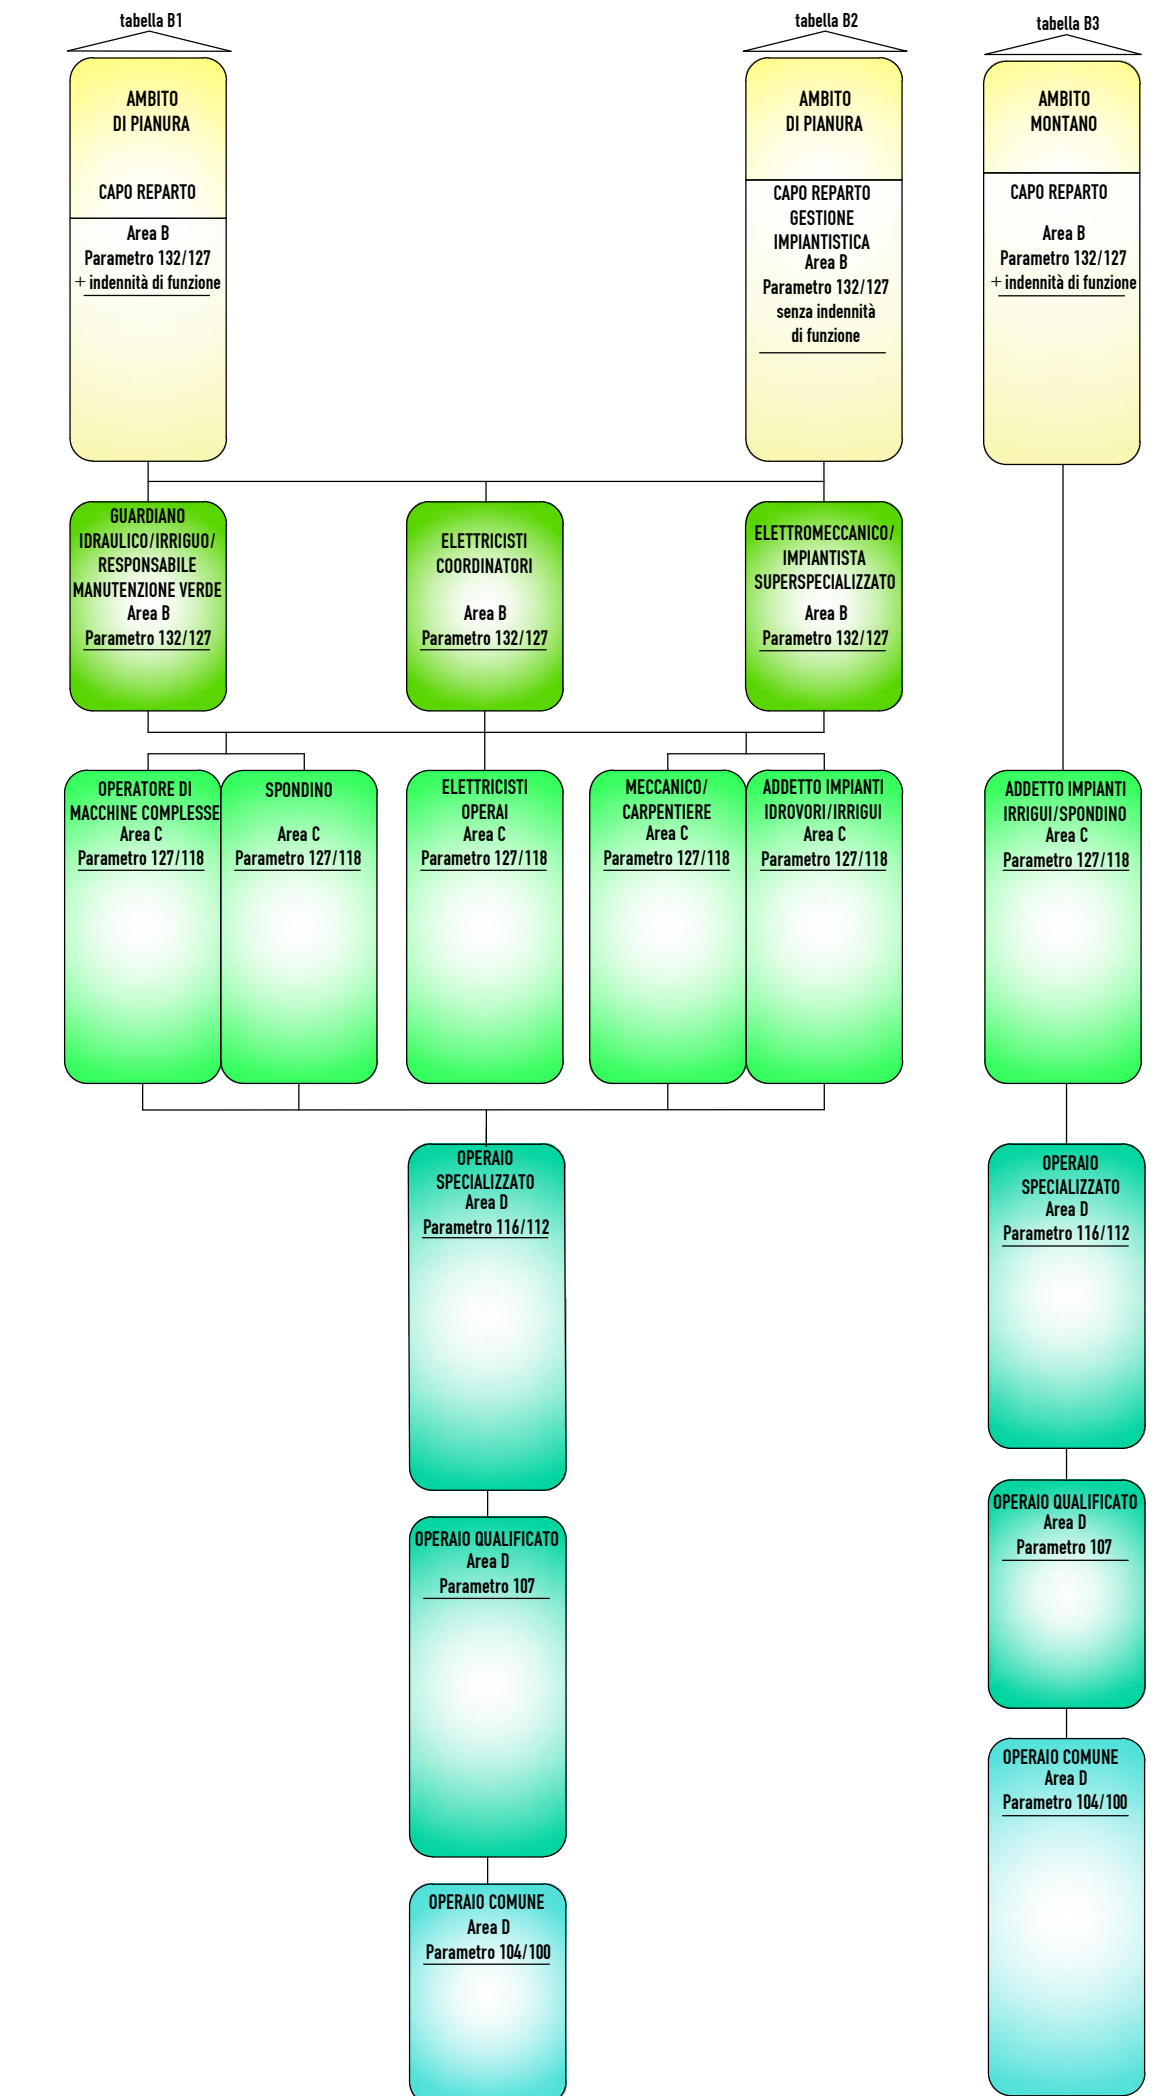 tabella B1
tabella B2
tabella B3
AMBITO
DI PIANURA
CAPO REPARTO
Area B
Parametro 132/127
+ indennità di funzione
AMBITO
DI PIANURA
CAPO REPARTO
GESTIONE
IMPIANTISTICA
Area B
Parametro 132/127
senza indennità
di funzione
AMBITO
MONTANO
CAPO REPARTO
Area B
Parametro 132/127
+ indennità di funzione
GUARDIANO
IDRAULICO/IRRIGUO/
RESPONSABILE
MANUTENZIONE VERDE
Area B
Parametro 132/127
ELETTRICISTI
COORDINATORI
Area B
Parametro 132/127
ELETTROMECCANICO/
IMPIANTISTA
SUPERSPECIALIZZATO
Area B
Parametro 132/127
OPERATORE DI
MACCHINE COMPLESSE
Area C
Parametro 127/118
SPONDINO
Area C
Parametro 127/118
ELETTRICISTI
OPERAI
Area C
Parametro 127/118
MECCANICO/
CARPENTIERE
Area C
Parametro 127/118
ADDETTO IMPIANTI
IDROVORI/IRRIGUI
Area C
Parametro 127/118
ADDETTO IMPIANTI
IRRIGUI/SPONDINO
Area C
Parametro 127/118
OPERAIO
SPECIALIZZATO
Area D
Parametro 116/112
OPERAIO
SPECIALIZZATO
Area D
Parametro 116/112
OPERAIO QUALIFICATO
Area D
Parametro 107
OPERAIO QUALIFICATO
Area D
Parametro 107
OPERAIO COMUNE
Area D
Parametro 104/100
OPERAIO COMUNE
Area D
Parametro 104/100